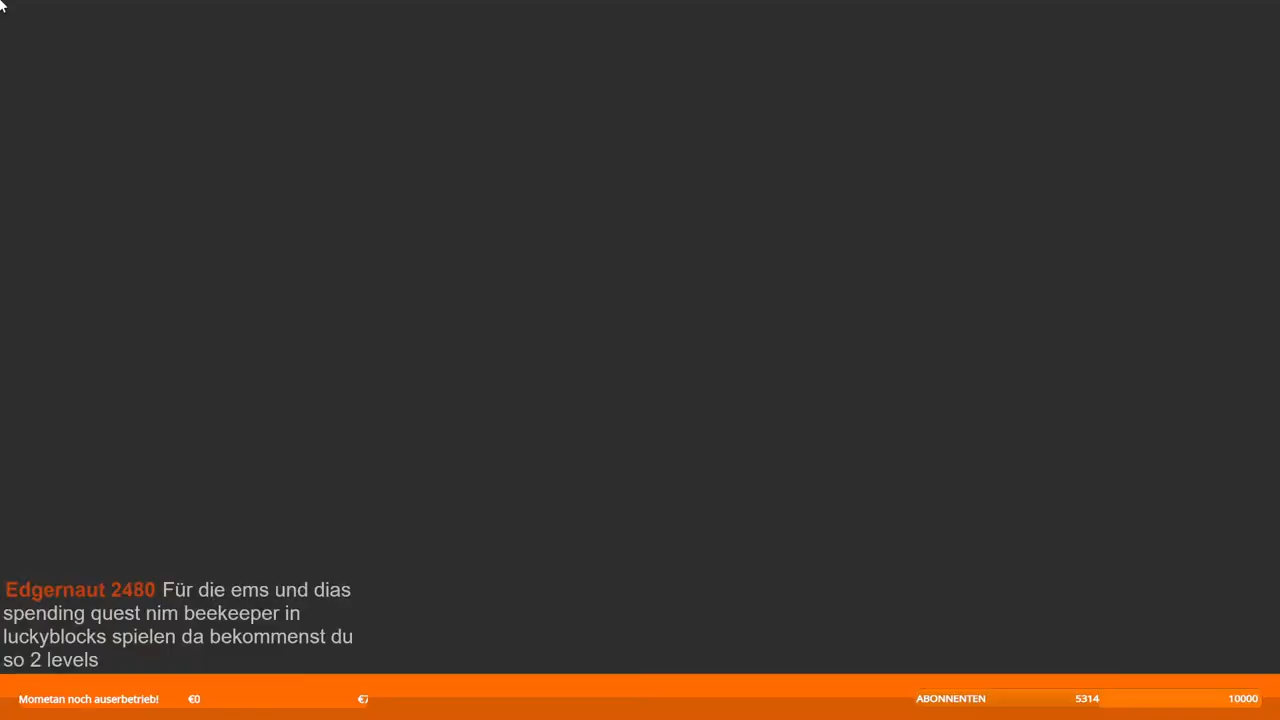 Edgernaut 2480 Für die ems und dias
spending quest nim beekeeper in
luckyblocks spielen da bekommenst du
so 2 levels
Mometan noch auserbetrieb! €0 €7
ABONNENTEN 5314 10000